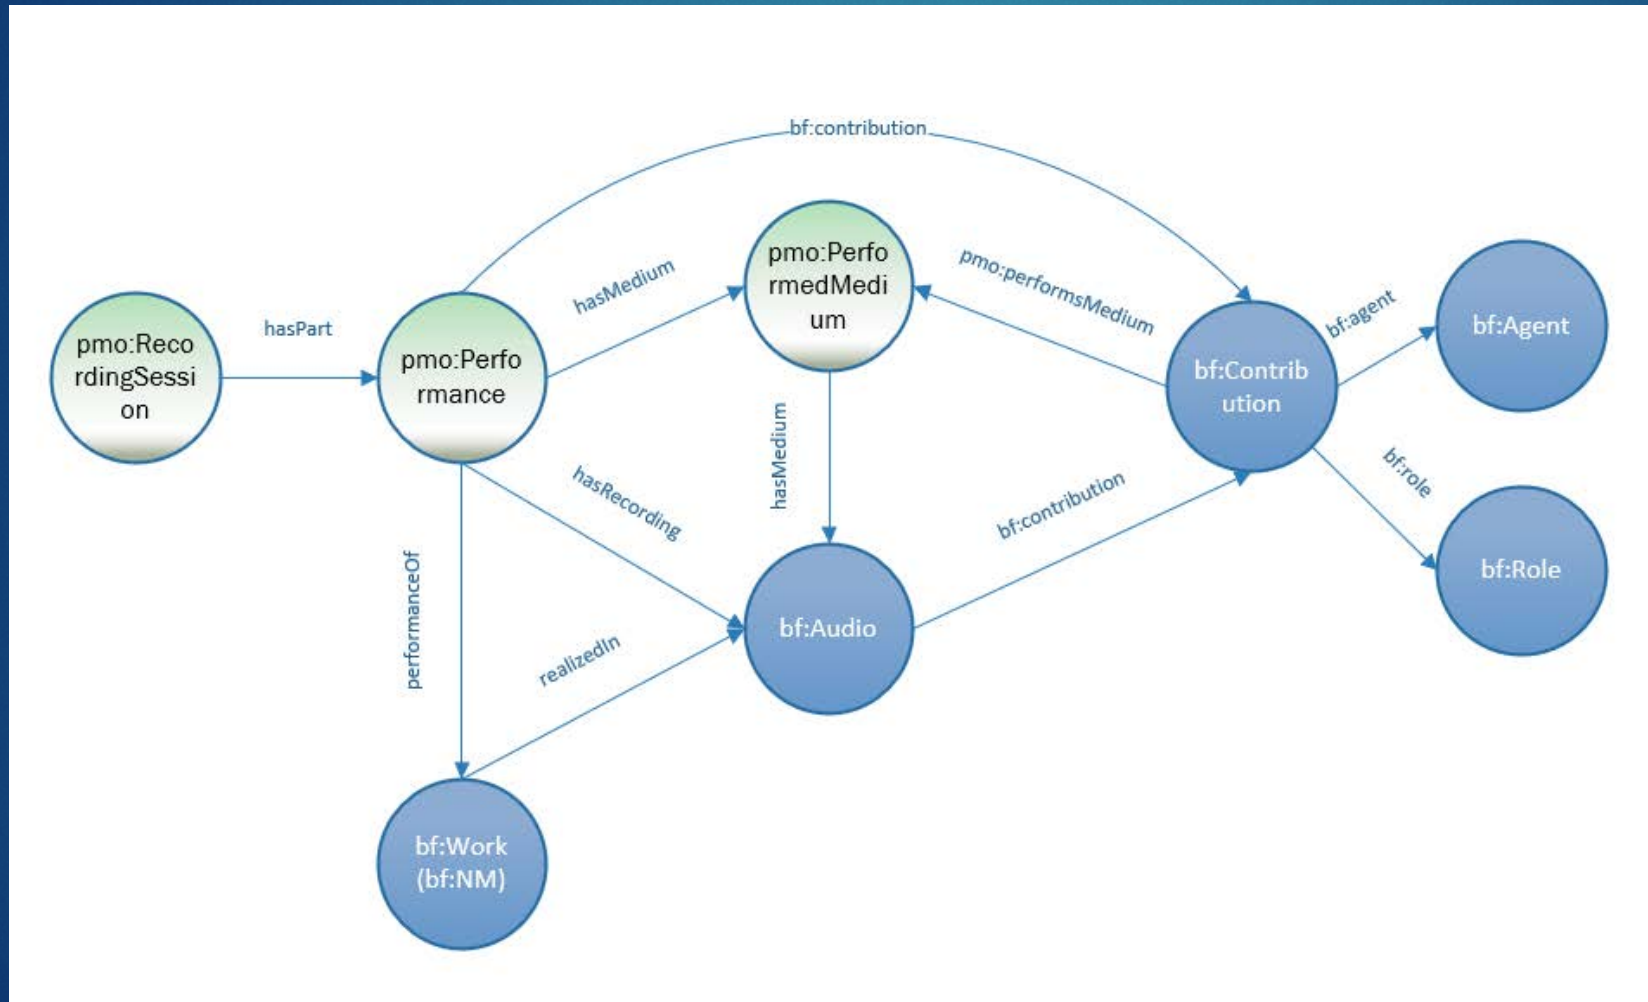 bf:contribution
pmo:Perfo
rmedMedi
um
hasMedium
pmo:performsMedium
bf:agent
bf:Agent
hasPart
pmo:Reco
rdingSessi
on
pmo:Perfo
rmance
bf:Contrib
ution
hasMedium
hasRecording
bf:contribution
bf:role
bf:Role
performanceOf
realizedIn
bf:Audio
bf:Work
(bf:NM)